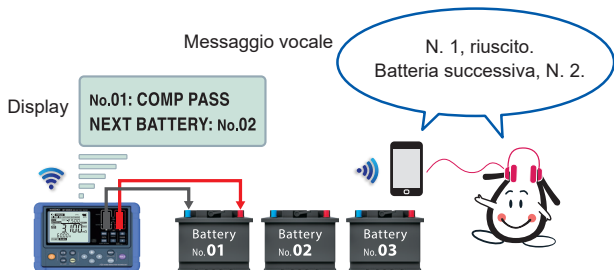 Messaggio vocale
N. 1, riuscito.
Batteria successiva, N. 2.
Display
No.01: COMP PASS
NEXT BATTERY: No.02
Battery
No.01
Battery
No.02
Battery
No.03